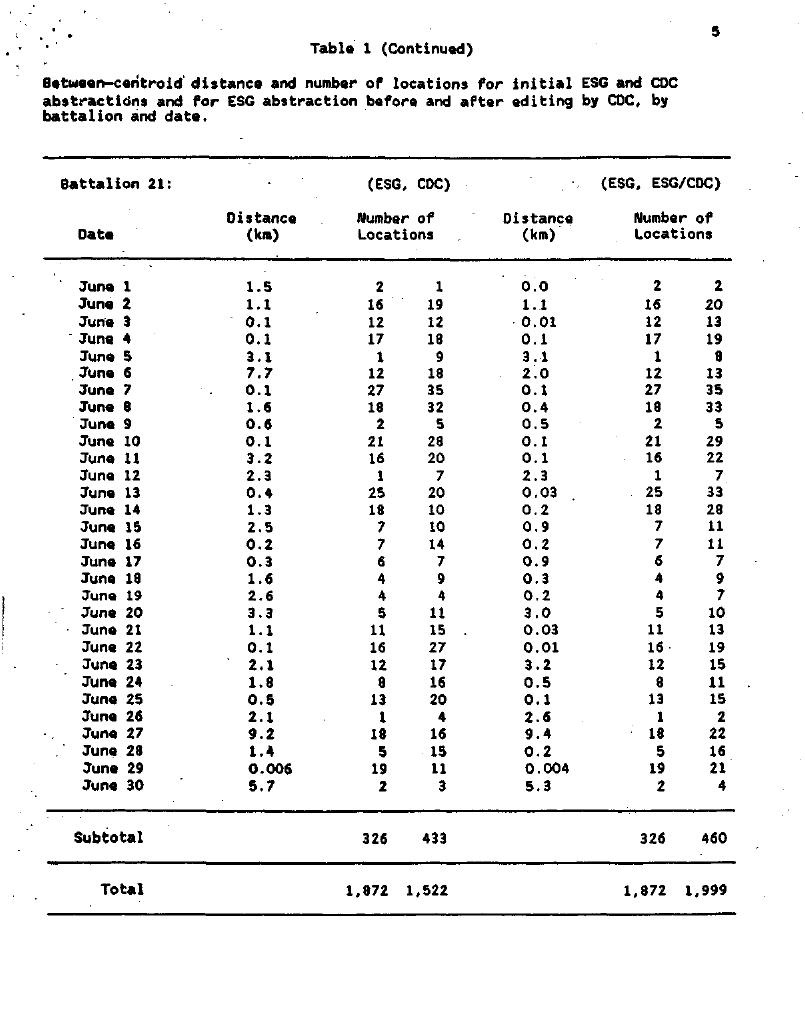 5
Table 1 (Continued)
Between-centroid distance and number of locations for initial ESG and CDC
abstractions and for ESG abstraction before and after editing by CDC, by
battalion and date.
Battalion 21: (ESG, CDC) (ESG, ESG/CDC)
Distance Number of Distance Number of
Date (km) Locations (km) Locations
June 1 1.5 2 1 0.0 2 2
June 2 1.1 16 19 1.1 16 20
June 3 0.1 12 12 0.01 12 13
June 4 0.1 17 18 0.1 17 19
June 5 3.1 1 9 3.1 1 8
June 6 7.7 12 18 2.0 12 13
June 7 0.1 27 35 0.1 27 35
June 8 1.6 18 32 0.4 18 33
June 9 0.6 2 5 0.5 2 5
June 10 0.1 21 28 0.1 21 29
June 11 3.2 16 20 0.1 16 22
June 12 2.3 1 7 2.3 1 7
June 13 0.4 25 20 0.03 25 33
June 14 1.3 18 10 0.2 18 28
June 15 2.5 7 10 0.9 7 11
June 16 0.2 7 14 0.2 7 11
June 17 0.3 6 7 0.9 6 7
June 18 1.6 4 9 0.3 4 9
June 19 2.6 4 4 0.2 4 7
June 20 3.3 5 11 3.0 5 10
June 21 1.1 11 15 0.03 11 13
June 22 0.1 16 27 0.01 16 19
June 23 2.1 12 17 3.2 12 15
June 24 1.8 8 16 0.5 8 11
June 25 0.5 13 20 0.1 13 15
June 26 2.1 1 4 2.6 1 2
June 27 9.2 18 16 9.4 18 22
June 28 1.4 5 15 0.2 5 16
June 29 0.006 19 11 0.004 19 21
June 30 5.7 2 3 5.3 2 4
Subtotal 326 433 326 460
Total 1,872 1,522 1,872 1,999